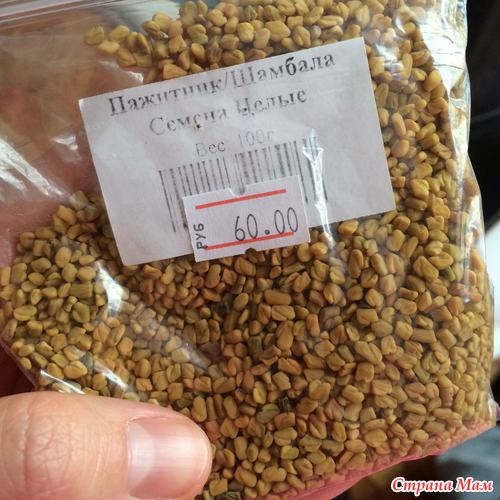 Пажитник/Шамбала
Семена Целые
Вес. 100г
РУБ 60.00
Страна Мам